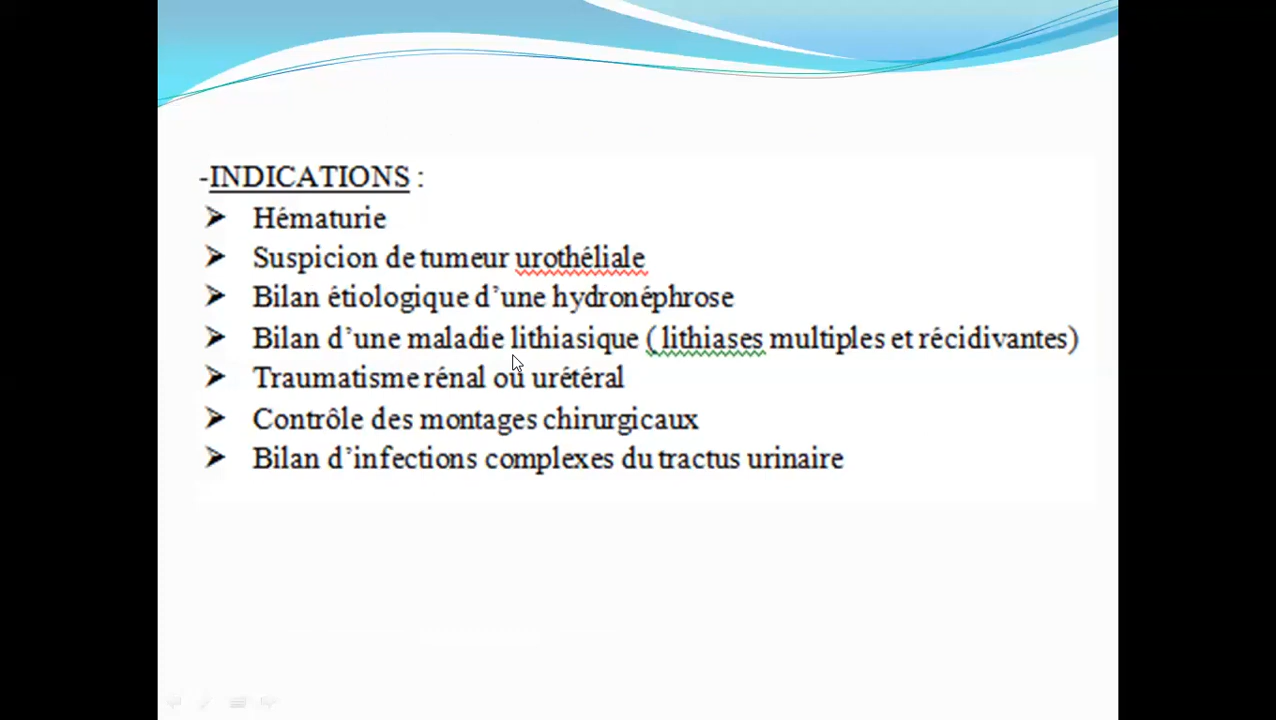 -INDICATIONS :
➢ Hématurie
➢ Suspicion de tumeur urothéliale
➢ Bilan étiologique d’une hydronéphrose
➢ Bilan d’une maladie lithiasique ( lithiases multiples et récidivantes)
➢ Traumatisme rénal ou urétéral
➢ Contrôle des montages chirurgicaux
➢ Bilan d’infections complexes du tractus urinaire